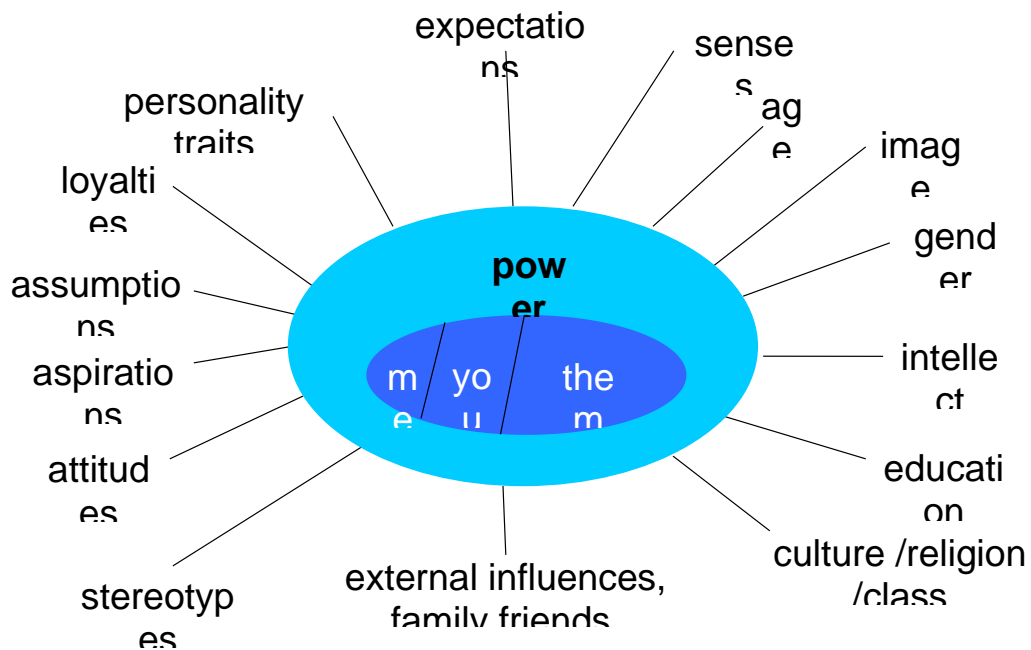 expectatio
ns
sense
s
ag
e
personality
traits
imag
e
loyalti
es
gend
er
pow
er
assumptio
ns
intelle
ct
aspiratio
ns
m
e
yo
u
the
m
attitud
es
educati
on
culture /religion
/class
external influences,
family friends
stereotyp
es